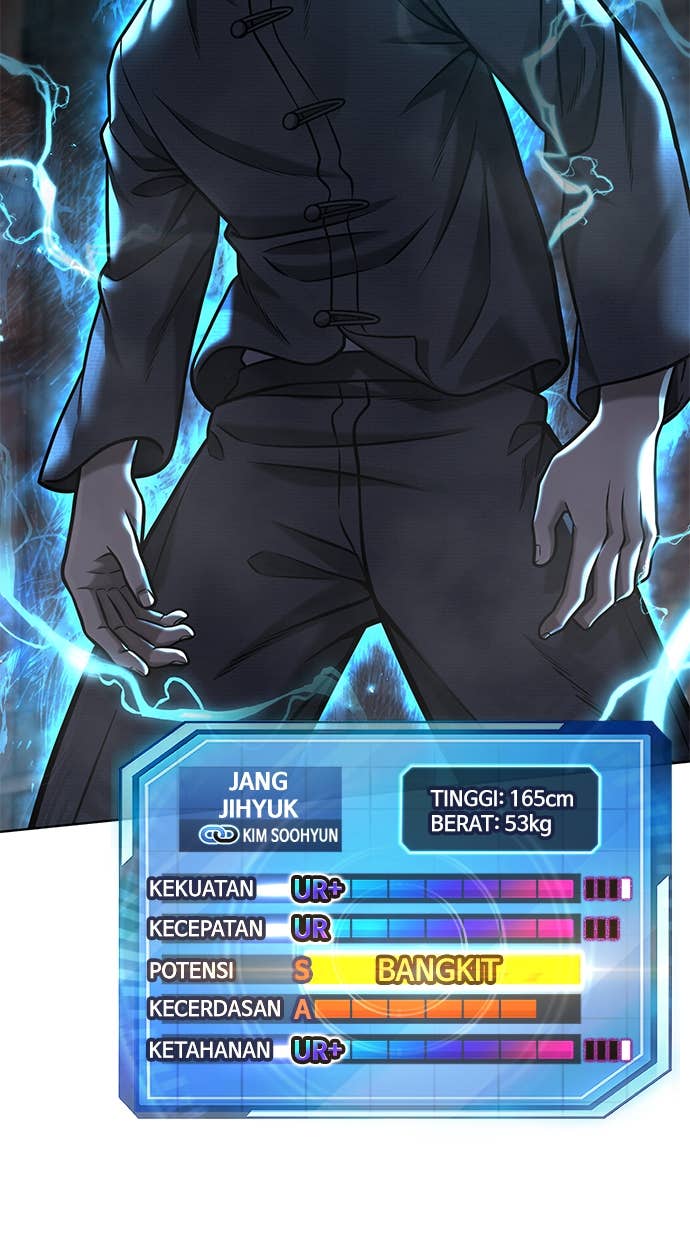 JANG
JIHYUK
KIM SOOHYUN
TINGGI: 165cm
BERAT: 53kg
KEKUATAN UR+
KECEPATAN UR
POTENSI S BANGKIT
KECERDASAN A
KETAHANAN UR+